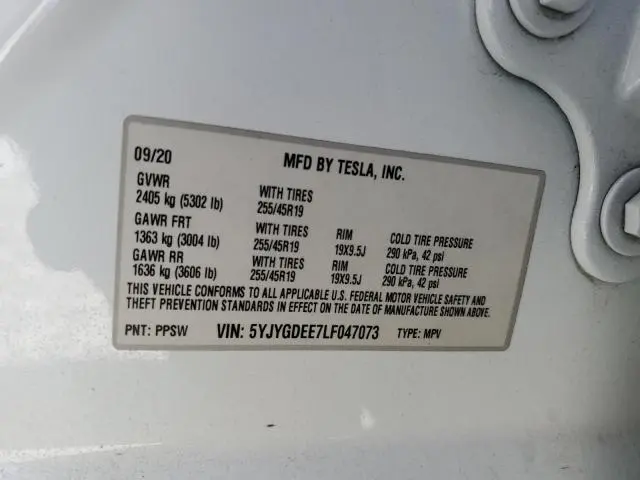 09/20 MFD BY TESLA, INC.
GVWR
2405 kg (5302 lb) WITH TIRES 255/45R19
GAWR FRT WITH TIRES RIM COLD TIRE PRESSURE
1363 kg (3004 lb) 255/45R19 19X9.5J 290 kPa, 42 psi
GAWR RR WITH TIRES RIM COLD TIRE PRESSURE
1636 kg (3606 lb) 255/45R19 19X9.5J 290 kPa, 42 psi
THIS VEHICLE CONFORMS TO ALL APPLICABLE U.S. FEDERAL MOTOR VEHICLE SAFETY AND
THEFT PREVENTION STANDARDS IN EFFECT ON THE DATE OF MANUFACTURE SHOWN ABOVE.
PNT: PPSW VIN: 5YJYGDEE7LF047073 TYPE: MPV